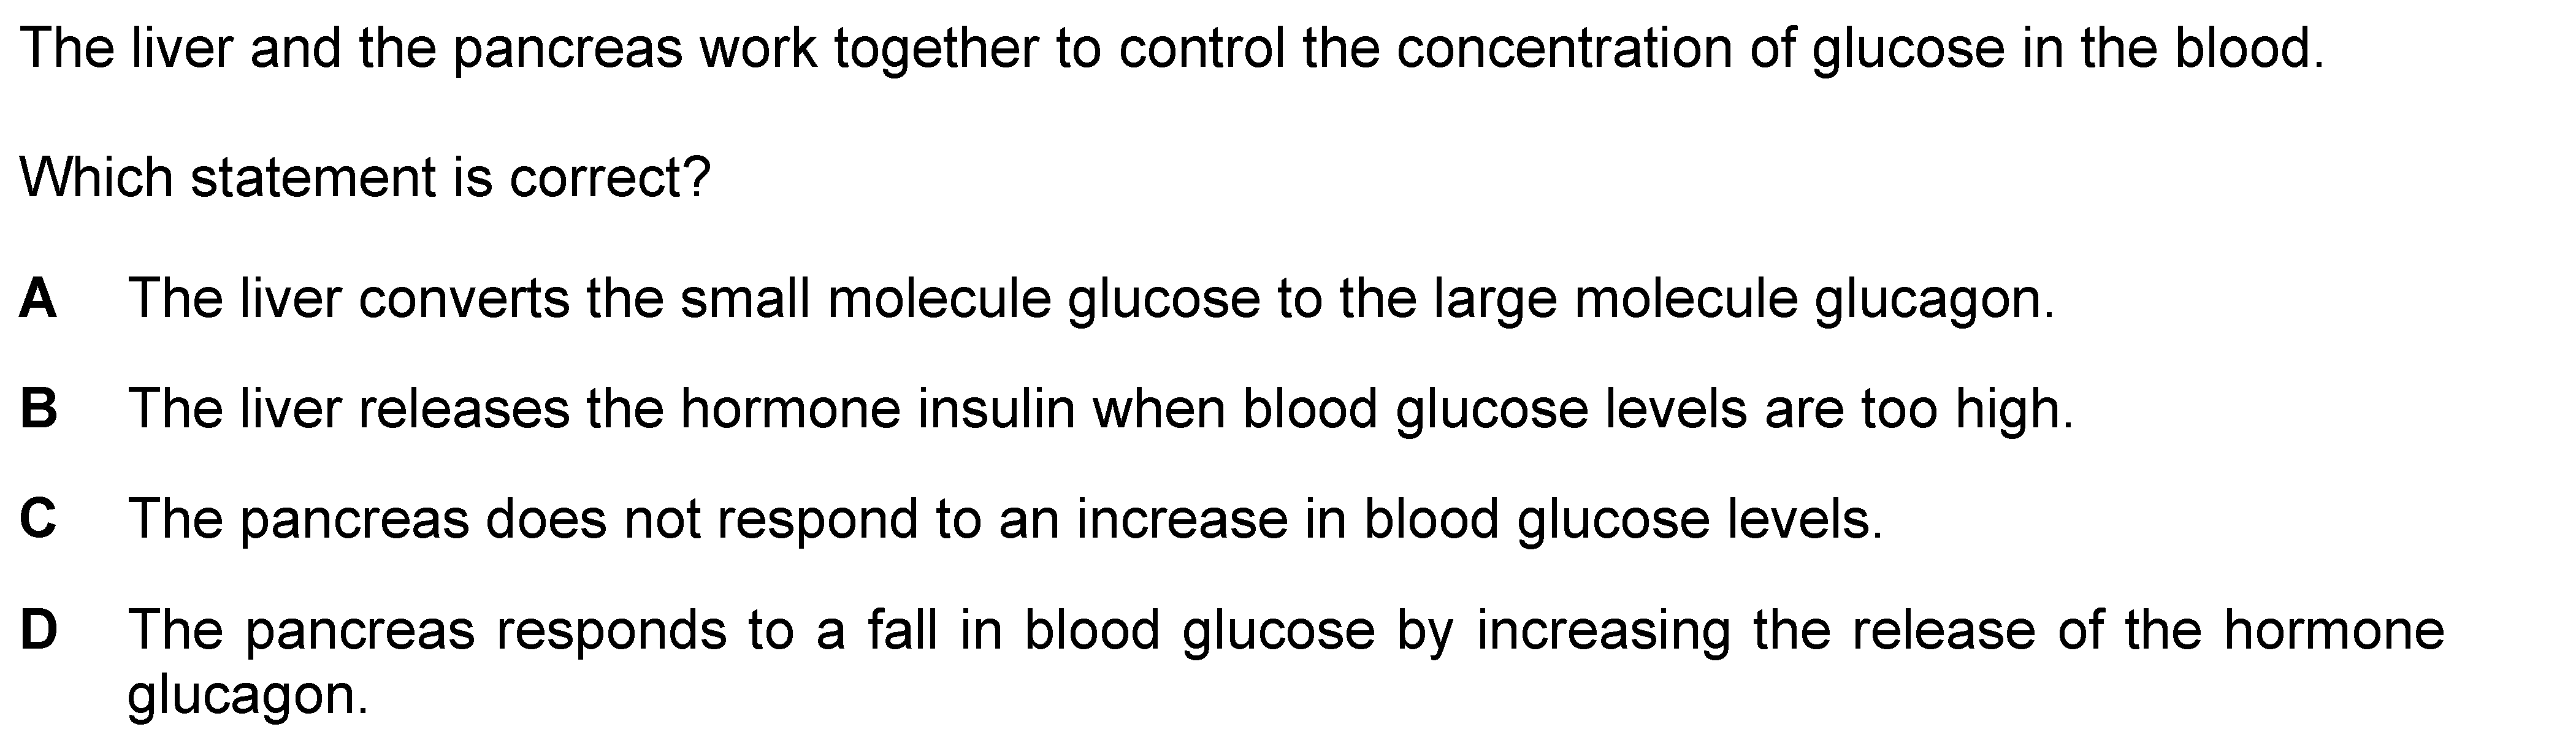 The liver and the pancreas work together to control the concentration of glucose in the blood.
Which statement is correct?
A The liver converts the small molecule glucose to the large molecule glucagon.
B The liver releases the hormone insulin when blood glucose levels are too high.
C The pancreas does not respond to an increase in blood glucose levels.
D The pancreas responds to a fall in blood glucose by increasing the release of the hormone
glucagon.